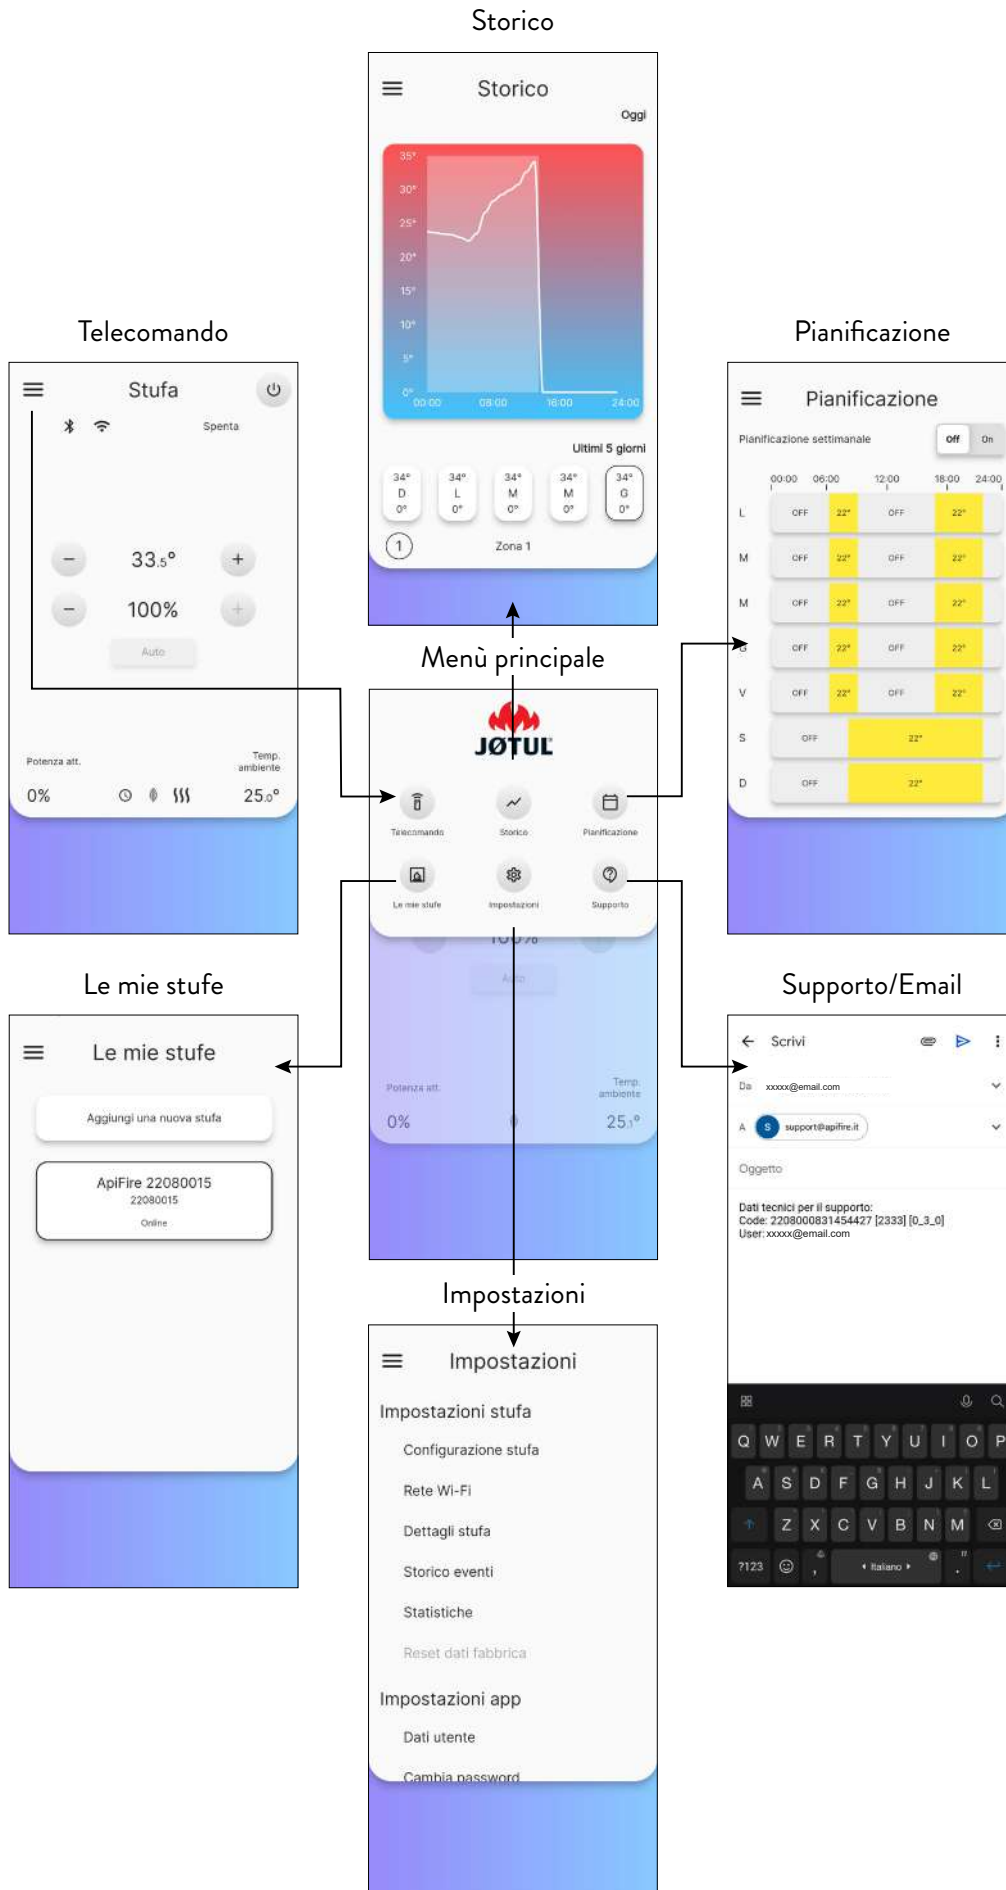 Storico
Storico
Oggi
35°
30°
25°
20°
15°
10°
5°
0°
00:00 08:00 16:00 24:00
Ultimi 5 giorni
34° 34° 34° 34° 34°
D L M M G
0° 0° 0° 0° 0°
1 Zona 1
Telecomando
Stufa
Spenta
33.5°
100%
Auto
Potenza att. Temp. ambiente
0% 25.0°
Pianificazione
Pianificazione
Pianificazione settimanale Off On
00:00 06:00 12:00 18:00 24:00
L OFF 22° OFF 22°
M OFF 22° OFF 22°
M OFF 22° OFF 22°
G OFF 22° OFF 22°
V OFF 22° OFF 22°
S OFF 22°
D OFF 22°
Menù principale
JØTUL
Telecomando Storico Pianificazione
Le mie stufe Impostazioni Supporto
100%
Auto
Potenza att. Temp. ambiente
0% 25.1°
Le mie stufe
Le mie stufe
Aggiungi una nuova stufa
ApiFire 22080015
22080015
Online
Supporto/Email
Scrivi
Da xxxxx@email.com
A S support@apifire.it
Oggetto
Dati tecnici per il supporto:
Code: 2208000831454427 [2333] [0_3_0]
User: xxxxx@email.com
Q W E R T Y U I O P
A S D F G H J K L
Z X C V B N M
?123 , Italiano .
Impostazioni
Impostazioni
Impostazioni stufa
Configurazione stufa
Rete Wi-Fi
Dettagli stufa
Storico eventi
Statistiche
Reset dati fabbrica
Impostazioni app
Dati utente
Cambia password